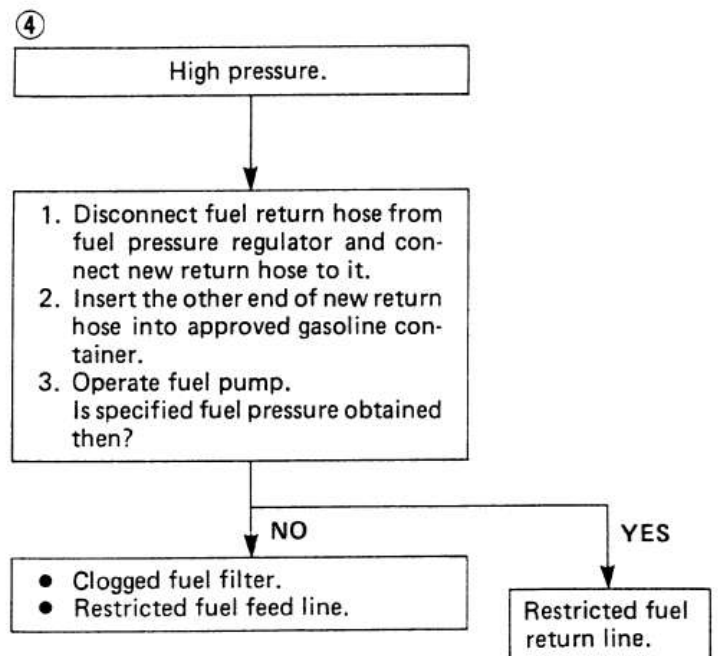 ④
High pressure.
1. Disconnect fuel return hose from
fuel pressure regulator and con-
nect new return hose to it.
2. Insert the other end of new return
hose into approved gasoline con-
tainer.
3. Operate fuel pump.
Is specified fuel pressure obtained
then?
NO
YES
● Clogged fuel filter.
● Restricted fuel feed line.
Restricted fuel
return line.